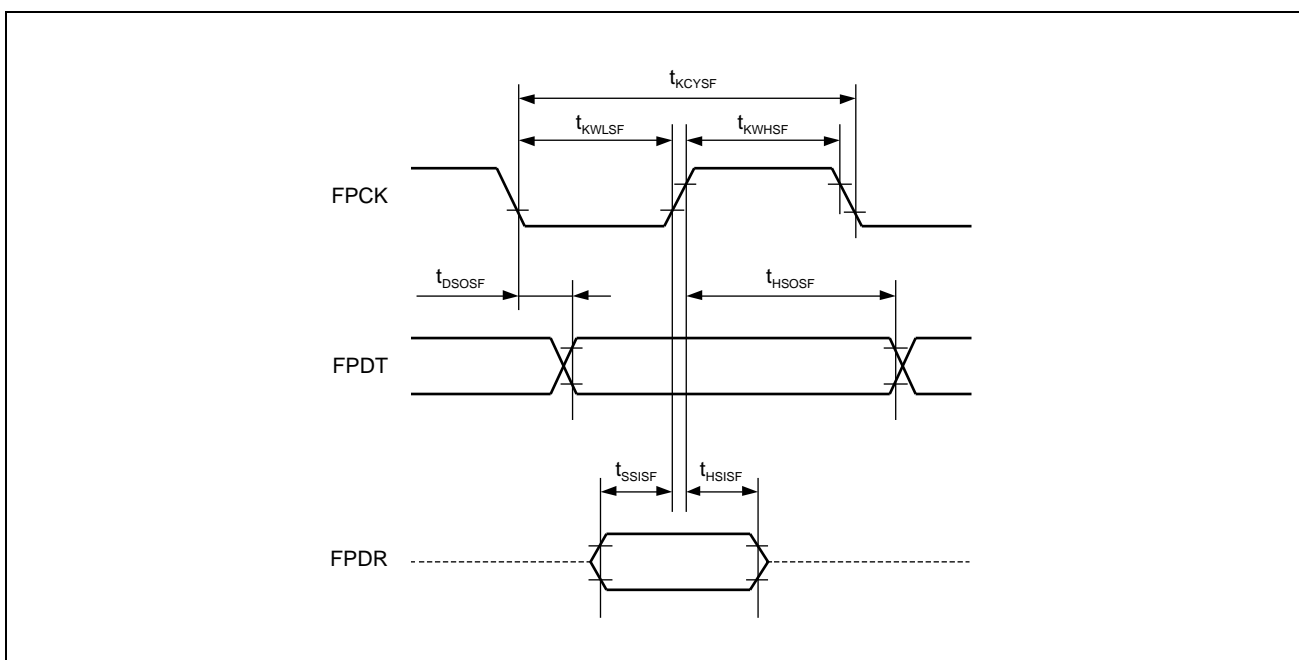 tKCYSF
tKWLSF tKWHSF
FPCK
tDSOSF tHSOSF
FPDT
tSSISF tHSISF
FPDR